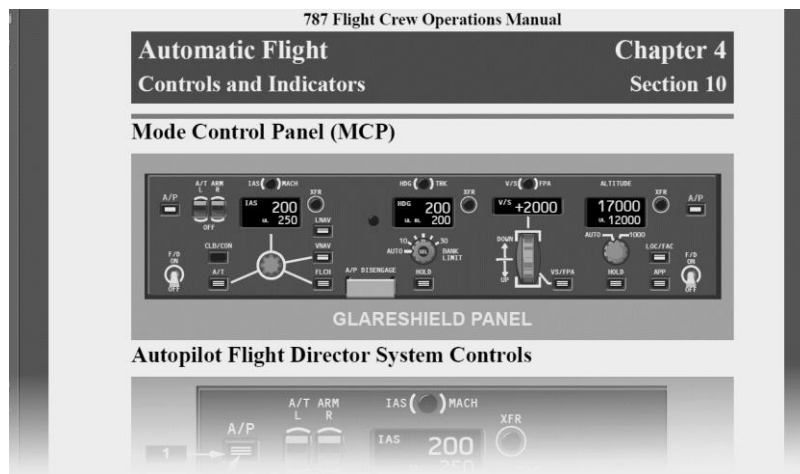 787 Flight Crew Operations Manual
Automatic Flight Chapter 4
Controls and Indicators Section 10
Mode Control Panel (MCP)
A/P A/T ARM L R OFF IAS MACH XFR HDG TRK XFR V/S FPA ALTITUDE XFR A/P
IAS 200 250 HDG 200 200 V/S +2000 17000 12000
LNAV
CLB/CON VNAV AUTO 10 30 BANK LIMIT DOWN UP AUTO 1000 LOC/FAC
F/D ON OFF A/T FLCH A/P DISENGAGE HOLD VS/FPA HOLD APP F/D ON OFF
GLARESHIELD PANEL
Autopilot Flight Director System Controls
A/T ARM IAS MACH
L R XFR
A/P
IAS 200
1
250